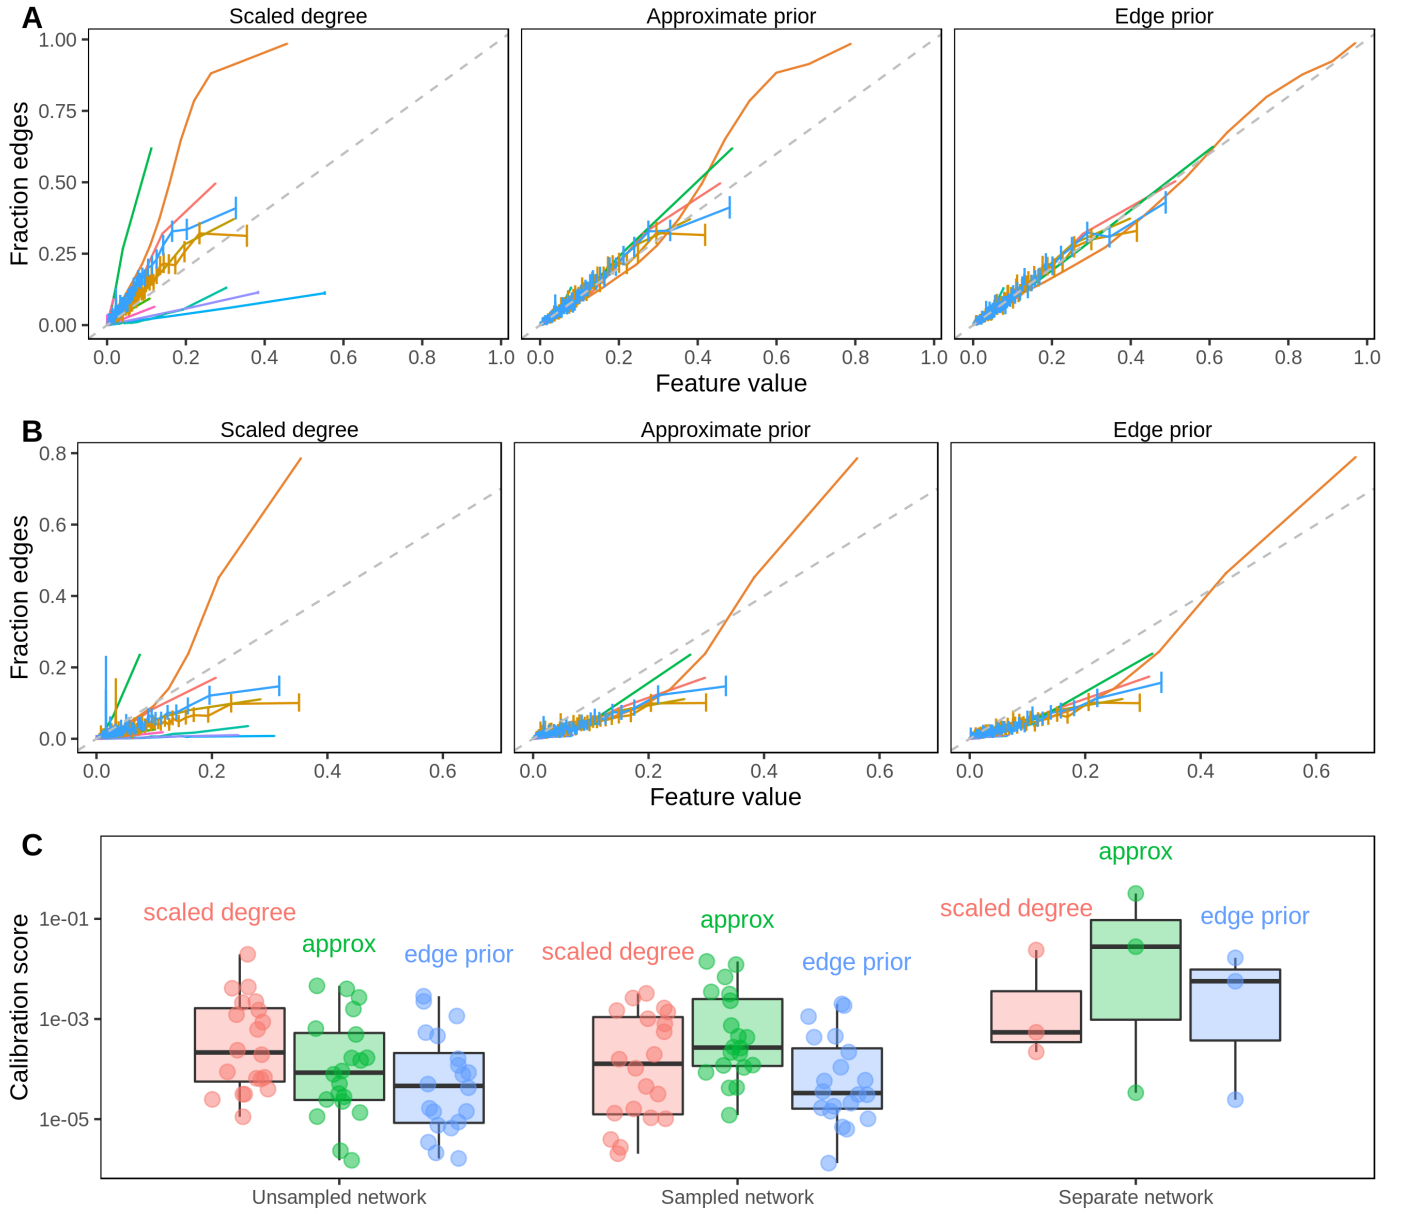 A
Scaled degree
Approximate prior
Edge prior
Fraction edges
1.00
0.75
0.50
0.25
0.00
0.0 0.2 0.4 0.6 0.8 1.0
0.0 0.2 0.4 0.6 0.8 1.0
0.0 0.2 0.4 0.6 0.8 1.0
Feature value
B
Scaled degree
Approximate prior
Edge prior
Fraction edges
0.8
0.6
0.4
0.2
0.0
0.0 0.2 0.4 0.6
0.0 0.2 0.4 0.6
0.0 0.2 0.4 0.6
Feature value
C
Calibration score
1e-01
1e-03
1e-05
scaled degree
approx
edge prior
scaled degree
approx
edge prior
scaled degree
approx
edge prior
Unsampled network
Sampled network
Separate network